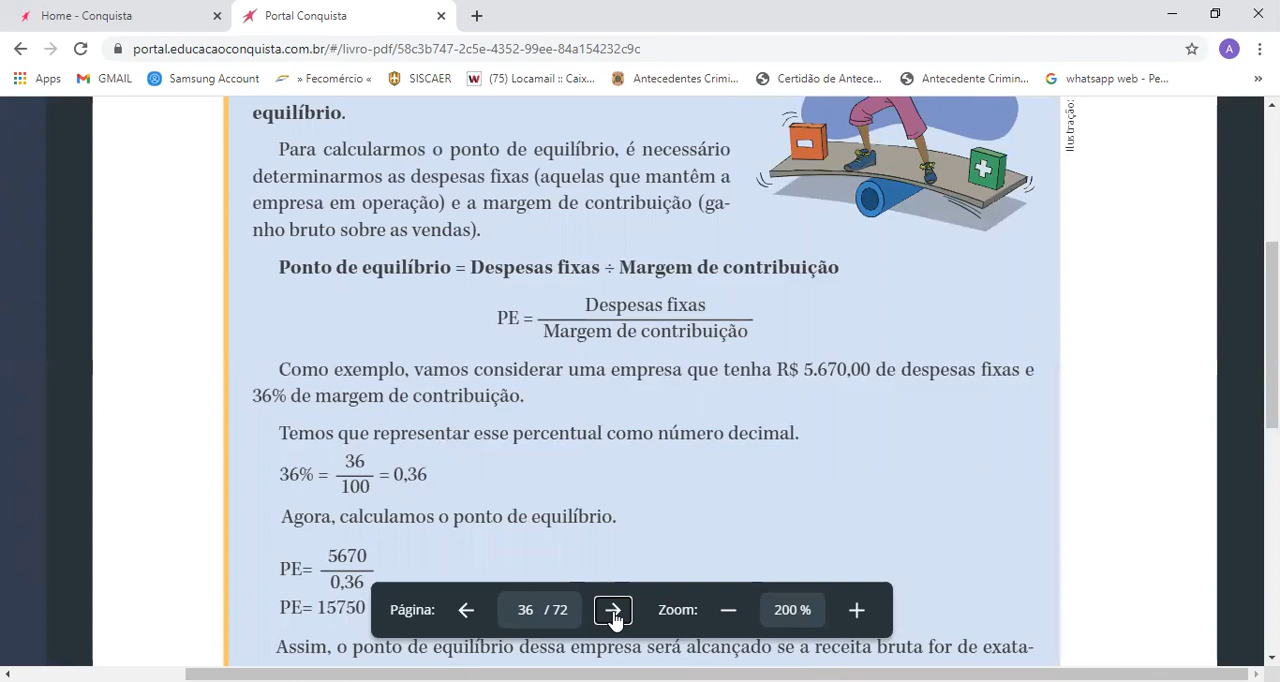 Home - Conquista
Portal Conquista
portal.educacaoconquista.com.br/#/livro-pdf/58c3b747-2c5e-4352-99ee-84a154232c9c
A
Apps
GMAIL
Samsung Account
» Fecomércio «
SISCAER
W
(75) Locamail :: Caix...
Antecedentes Crimi...
Certidão de Antece...
Antecedente Crimin...
whatsapp web - Pe...
»
equilíbrio.
Para calcularmos o ponto de equilíbrio, é necessário
determinarmos as despesas fixas (aquelas que mantêm a
empresa em operação) e a margem de contribuição (ga-
nho bruto sobre as vendas).
Ilustração:
Ponto de equilíbrio = Despesas fixas ÷ Margem de contribuição
PE = Despesas fixas
Margem de contribuição
Como exemplo, vamos considerar uma empresa que tenha R$ 5.670,00 de despesas fixas e
36% de margem de contribuição.
Temos que representar esse percentual como número decimal.
36% = 36/100 = 0,36
Agora, calculamos o ponto de equilíbrio.
PE= 5670/0,36
PE= 15750
Página: 36 / 72 Zoom: 200 %
Assim, o ponto de equilíbrio dessa empresa será alcançado se a receita bruta for de exata-